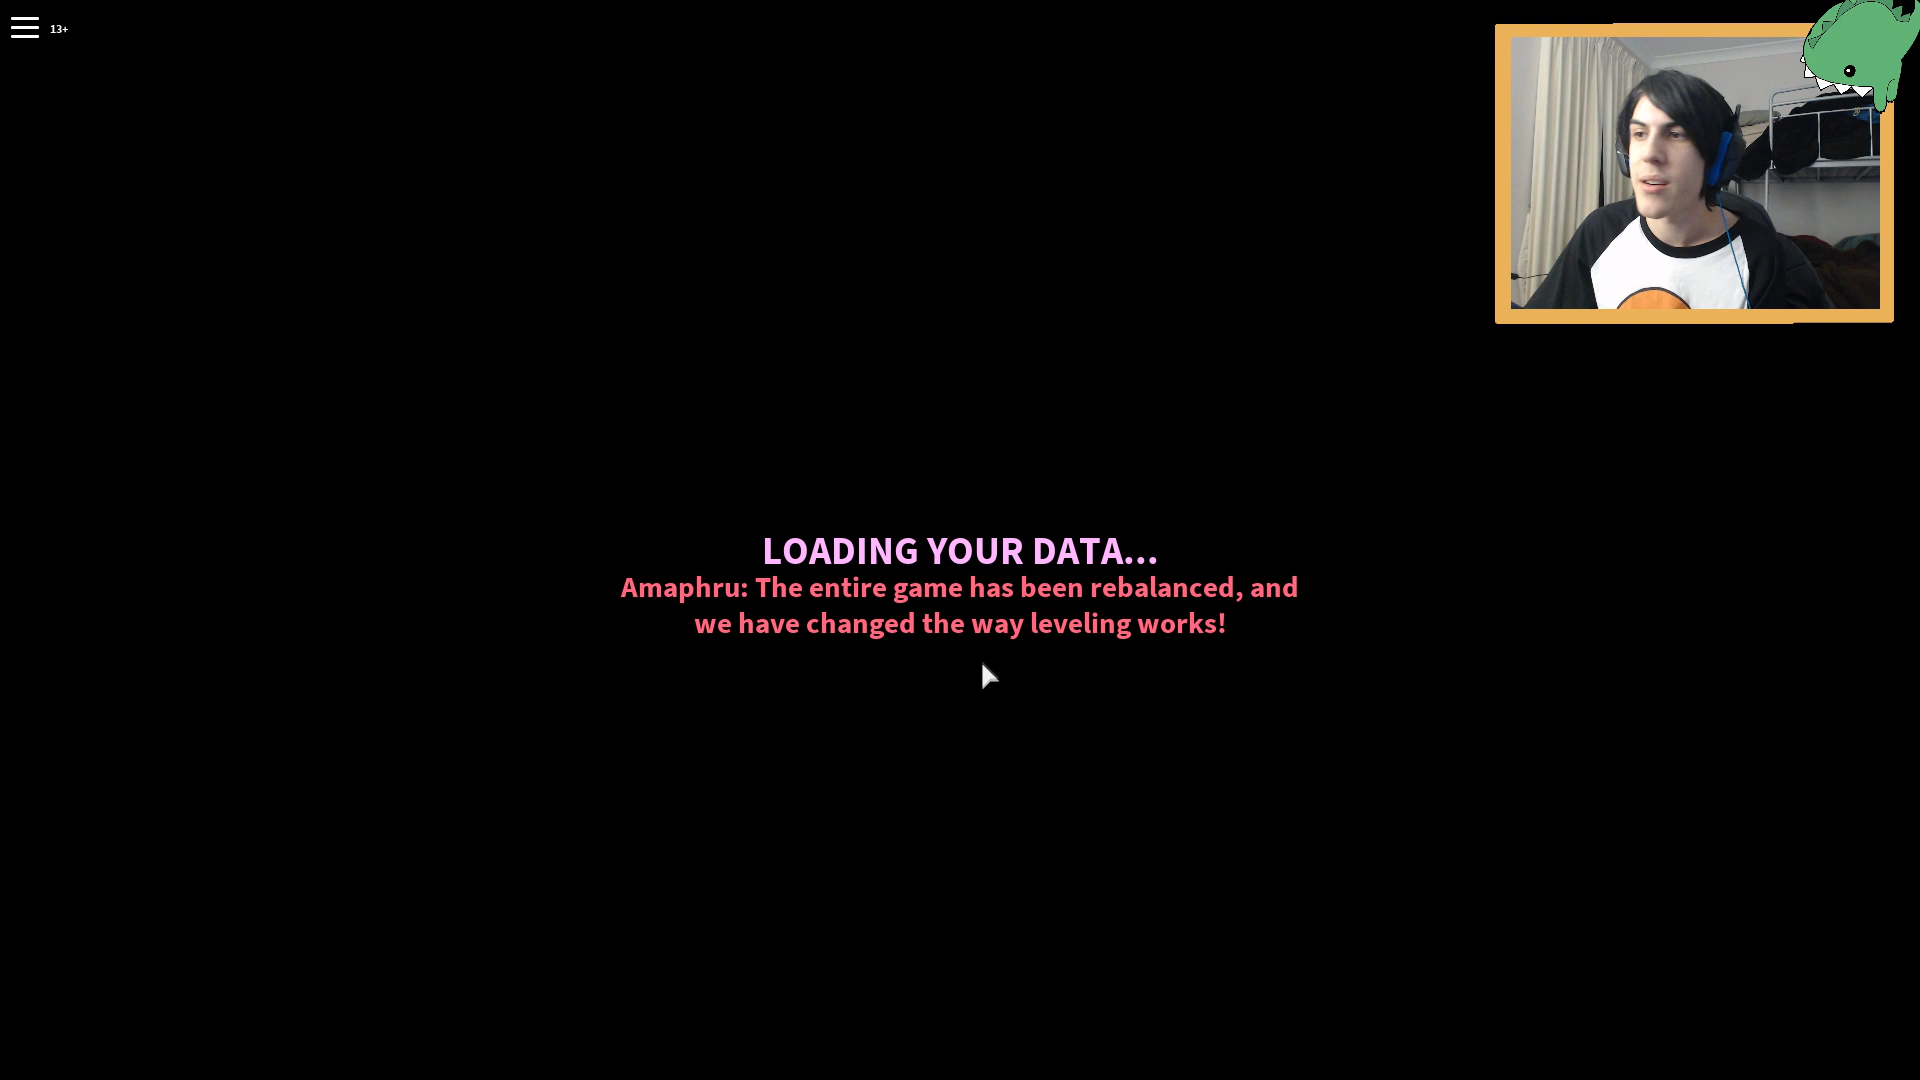 13+
LOADING YOUR DATA...
Amaphru: The entire game has been rebalanced, and
we have changed the way leveling works!